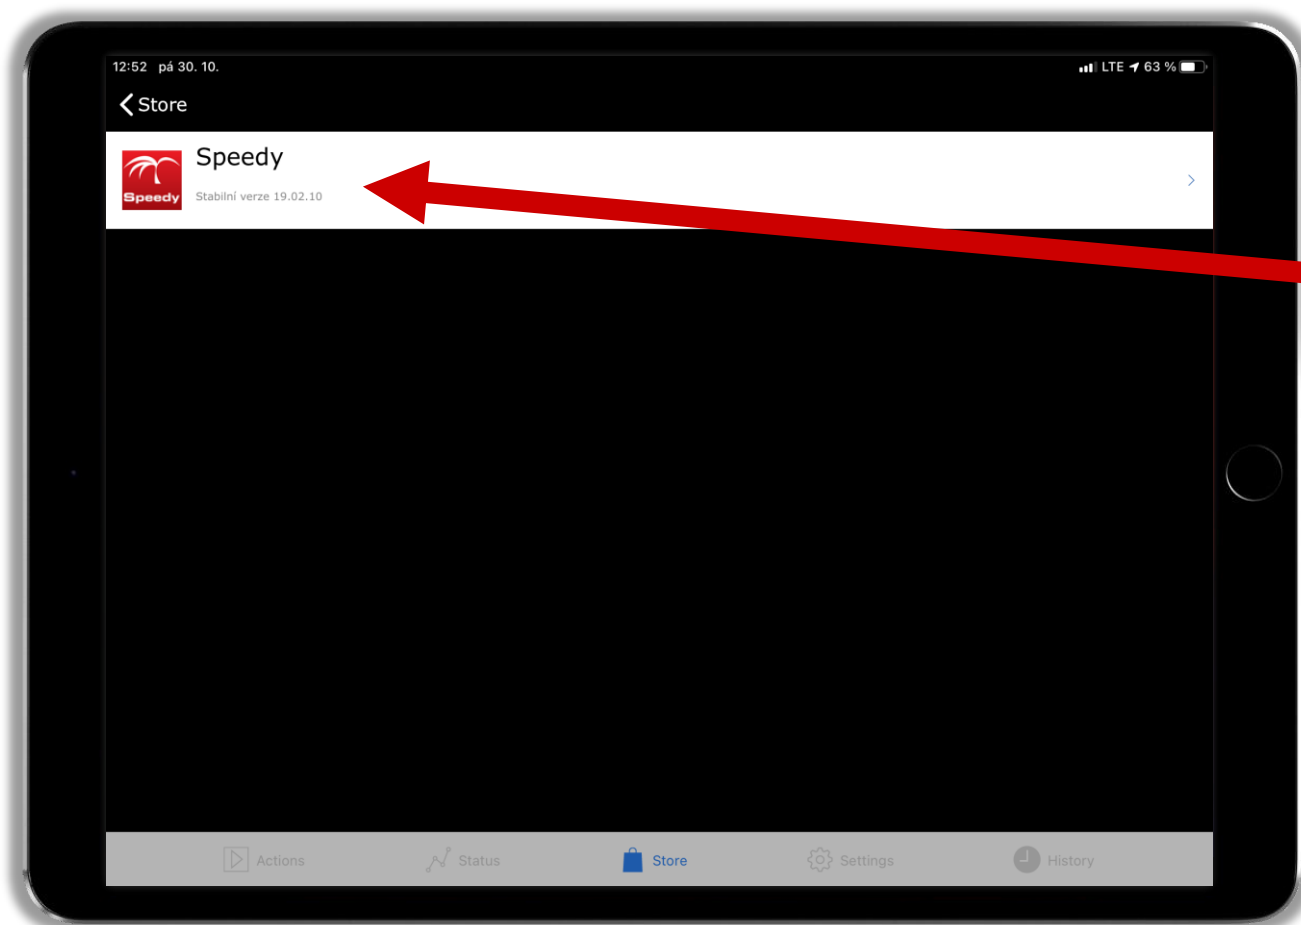 12:52 pá 30. 10.
LTE 63 %
Store
Speedy
Speedy
Stabilní verze 19.02.10
Actions
Status
Store
Settings
History